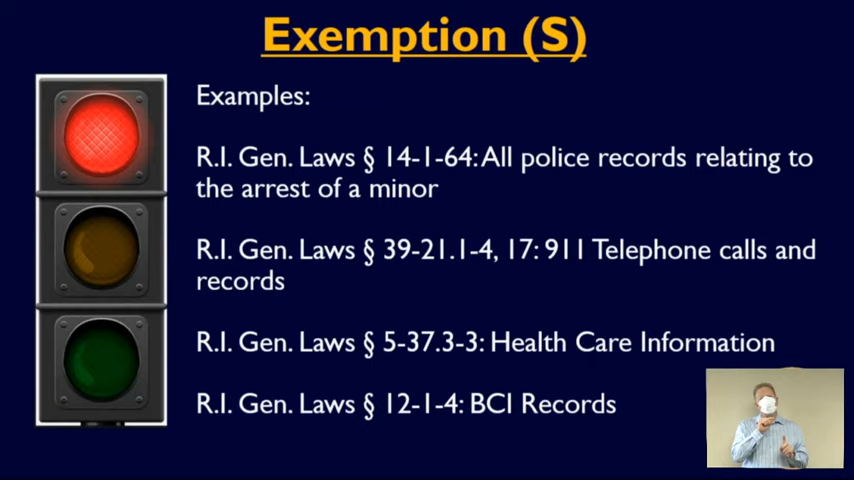 Exemption (S)
Examples:
R.I. Gen. Laws § 14-1-64: All police records relating to
the arrest of a minor
R.I. Gen. Laws § 39-21.1-4, 17: 911 Telephone calls and
records
R.I. Gen. Laws § 5-37.3-3: Health Care Information
R.I. Gen. Laws § 12-1-4: BCI Records